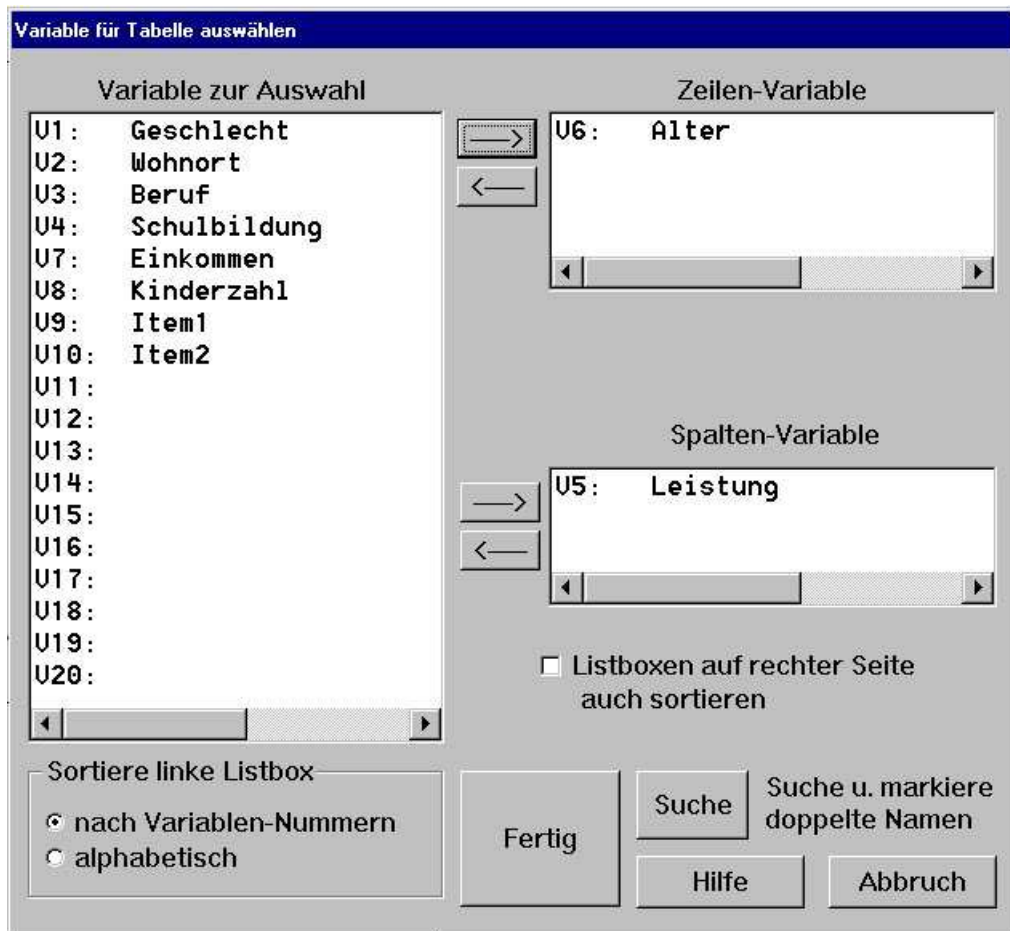 Variable für Tabelle auswählen
Variable zur Auswahl
V1: Geschlecht
V2: Wohnort
V3: Beruf
V4: Schulbildung
V7: Einkommen
V8: Kinderzahl
V9: Item1
V10: Item2
V11:
V12:
V13:
V14:
V15:
V16:
V17:
V18:
V19:
V20:
Zeilen-Variable
V6: Alter
Spalten-Variable
V5: Leistung
Listboxen auf rechter Seite
auch sortieren
Sortiere linke Listbox
nach Variablen-Nummern
alphabetisch
Fertig
Suche
Suche u. markiere
doppelte Namen
Hilfe
Abbruch